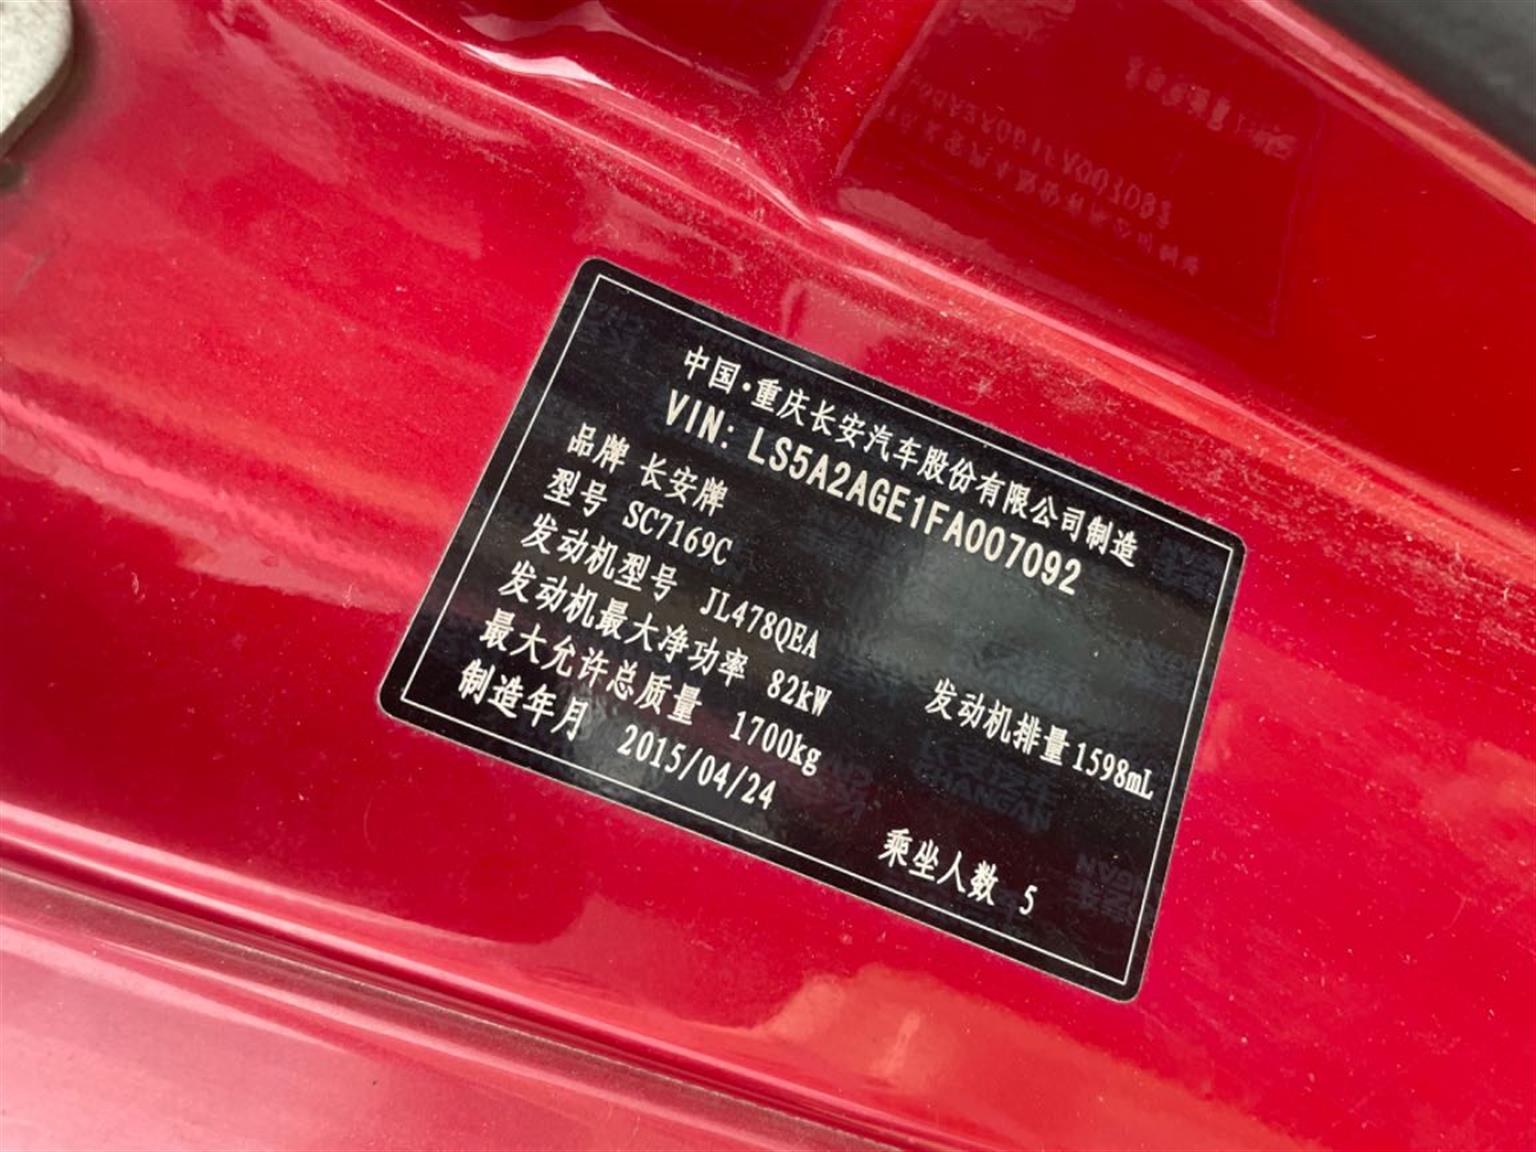 中国·重庆长安汽车股份有限公司制造
VIN: LS5A2AGE1FA007092
品牌 长安牌
型号 SC7169C
发动机型号 JL478QEA
发动机排量 1598mL
发动机最大净功率 82kW
最大允许总质量 1700kg
乘坐人数 5
制造年月 2015/04/24